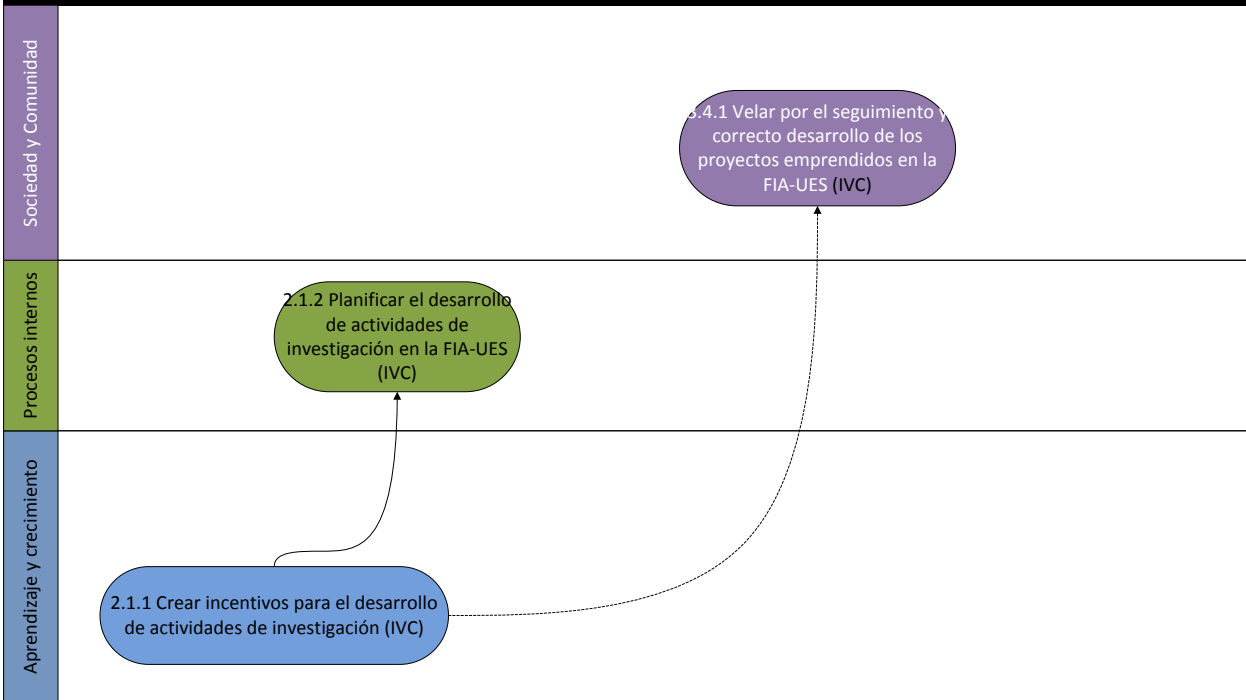 Sociedad y Comunidad
3.4.1 Velar por el seguimiento y
correcto desarrollo de los
proyectos emprendidos en la
FIA-UES (IVC)
Procesos internos
2.1.2 Planificar el desarrollo
de actividades de
investigación en la FIA-UES
(IVC)
Aprendizaje y crecimiento
2.1.1 Crear incentivos para el desarrollo
de actividades de investigación (IVC)